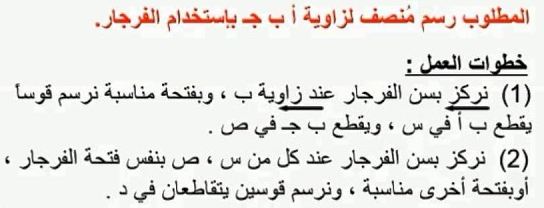 المطلوب رسم مُنصف لزاوية أ ب جـ بإستخدام الفرجار.
خطوات العمل :
(1) نركز بسن الفرجار عند زاوية ب ، وبفتحة مناسبة نرسم قوساً
يقطع ب أ في س ، ويقطع ب جـ في ص .
(2) نركز بسن الفرجار عند كل من س ، ص بنفس فتحة الفرجار ،
أوبفتحة أخرى مناسبة ، ونرسم قوسين يتقاطعان في د .